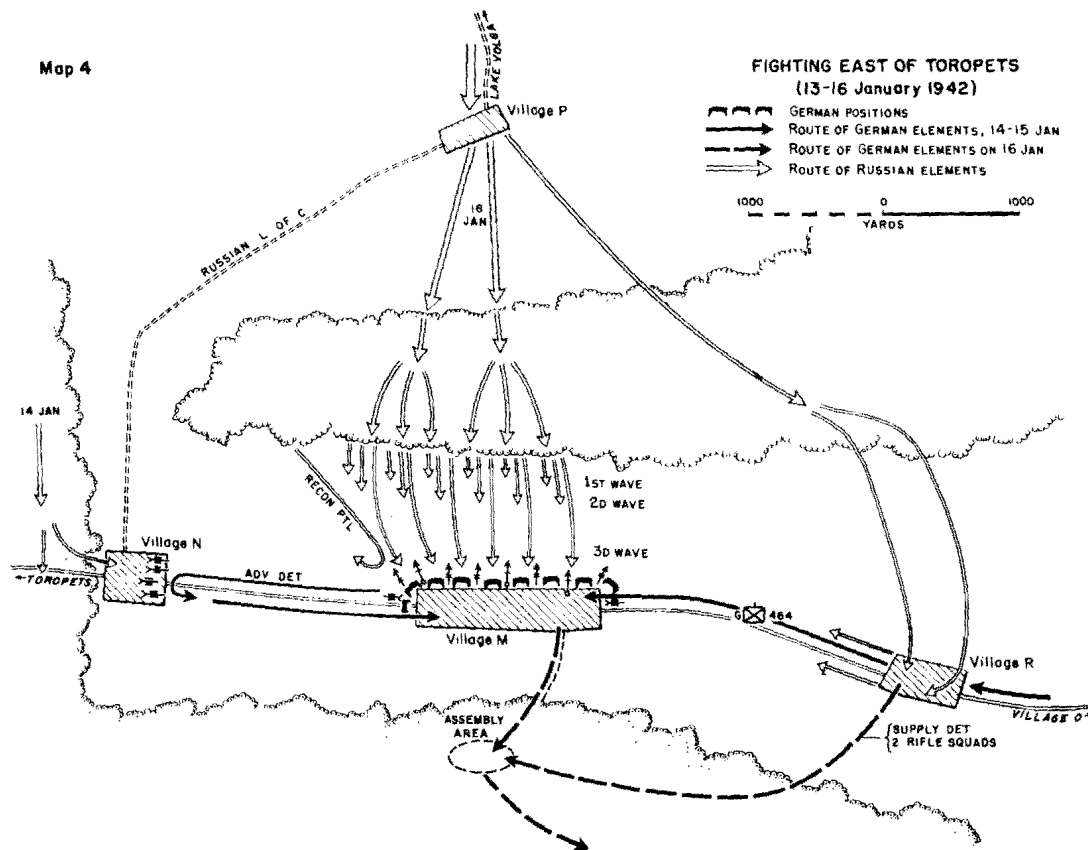 Map 4
LAKE VOLGA
Village P
FIGHTING EAST OF TOROPETS
(13-16 January 1942)
GERMAN POSITIONS
ROUTE OF GERMAN ELEMENTS, 14-15 JAN
ROUTE OF GERMAN ELEMENTS ON 16 JAN
ROUTE OF RUSSIAN ELEMENTS
1000 0 1000
YARDS
16
JAN
RUSSIAN L OF C
14 JAN
RECON PTL
1ST WAVE
2D WAVE
3D WAVE
Village N
TOROPETS
ADV DET
Village M
G 464
Village R
VILLAGE O
ASSEMBLY
AREA
SUPPLY DET
2 RIFLE SQUADS